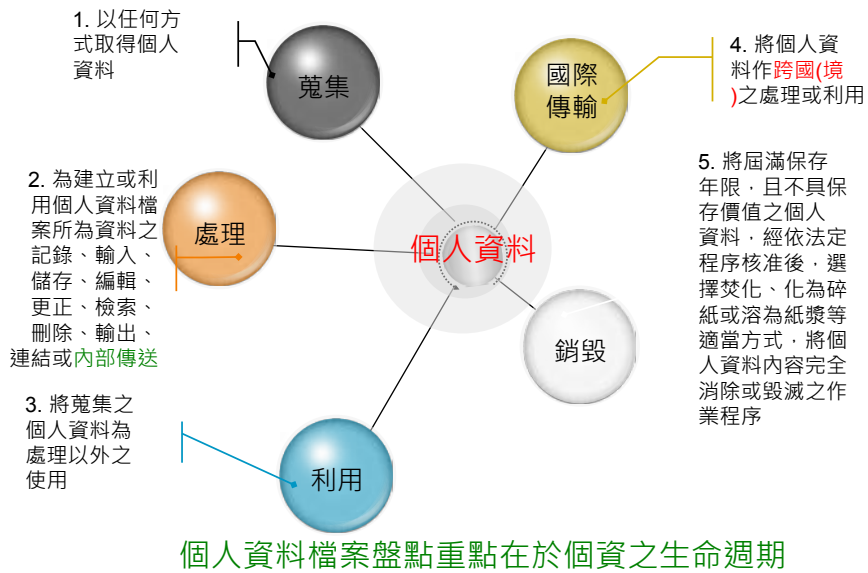 1. 以任何方
式取得個人
資料
蒐集
2. 為建立或利
用個人資料檔
案所為資料之
記錄、輸入、
儲存、編輯、
更正、檢索、
刪除、輸出、
連結或內部傳送
處理
3. 將蒐集之
個人資料為
處理以外之
使用
利用
個人資料
國際
傳輸
4. 將個人資
料作跨國(境
)之處理或利用
銷毀
5. 將屆滿保存
年限，且不具保
存價值之個人
資料，經依法定
程序核准後，選
擇焚化、化為碎
紙或溶為紙漿等
適當方式，將個
人資料內容完全
消除或毀滅之作
業程序
個人資料檔案盤點重點在於個資之生命週期